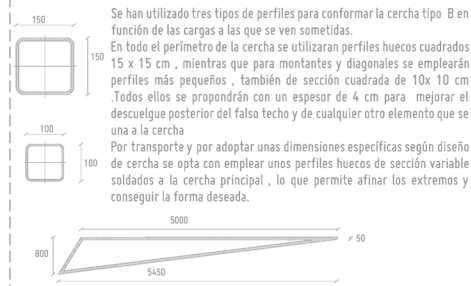 150
150
100
100
Se han utilizado tres tipos de perfiles para conformar la cercha tipo B en
función de las cargas a las que se ven sometidas.
En todo el perímetro de la cercha se utilizaran perfiles huecos cuadrados
15 x 15 cm , mientras que para montantes y diagonales se emplearán
perfiles más pequeños , también de sección cuadrada de 10x 10 cm
.Todos ellos se propondrán con un espesor de 4 cm para mejorar el
descuelgue posterior del falso techo y de cualquier otro elemento que se
una a la cercha
Por transporte y por adoptar unas dimensiones específicas según diseño
de cercha se opta con emplear unos perfiles huecos de sección variable
soldados a la cercha principal , lo que permite afinar los extremos y
conseguir la forma deseada.
5000
50
800
5450